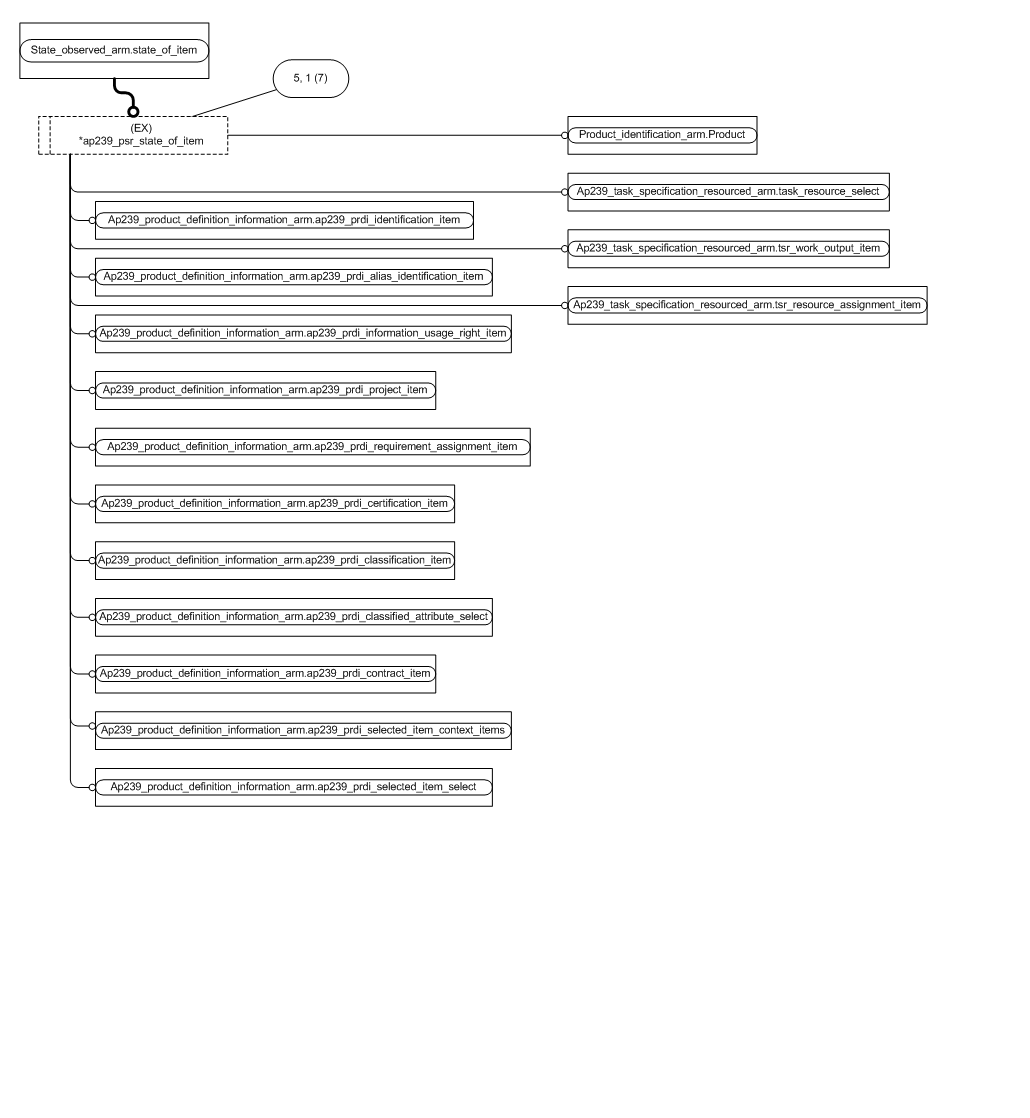 State_observed_arm.state_of_item
5, 1 (7)
(EX)
*ap239_psr_state_of_item
Product_identification_arm.Product
Ap239_task_specification_resourced_arm.task_resource_select
Ap239_product_definition_information_arm.ap239_prdi_identification_item
Ap239_task_specification_resourced_arm.tsr_work_output_item
Ap239_product_definition_information_arm.ap239_prdi_alias_identification_item
Ap239_task_specification_resourced_arm.tsr_resource_assignment_item
Ap239_product_definition_information_arm.ap239_prdi_information_usage_right_item
Ap239_product_definition_information_arm.ap239_prdi_project_item
Ap239_product_definition_information_arm.ap239_prdi_requirement_assignment_item
Ap239_product_definition_information_arm.ap239_prdi_certification_item
Ap239_product_definition_information_arm.ap239_prdi_classification_item
Ap239_product_definition_information_arm.ap239_prdi_classified_attribute_select
Ap239_product_definition_information_arm.ap239_prdi_contract_item
Ap239_product_definition_information_arm.ap239_prdi_selected_item_context_items
Ap239_product_definition_information_arm.ap239_prdi_selected_item_select